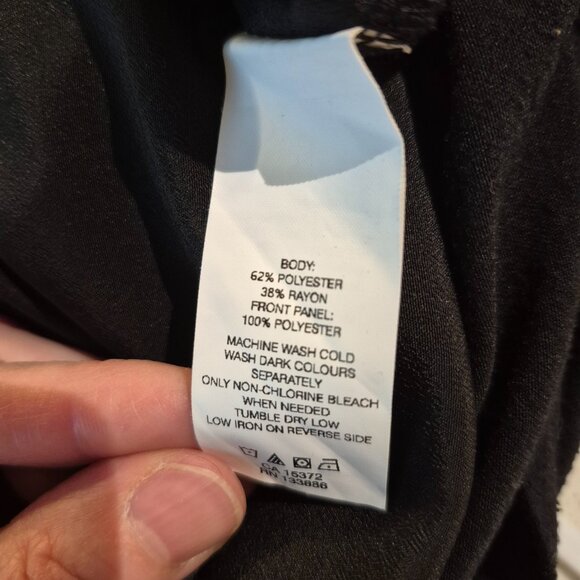 BODY:
62% POLYESTER
38% RAYON
FRONT PANEL:
100% POLYESTER
MACHINE WASH COLD
WASH DARK COLOURS
SEPARATELY
ONLY NON-CHLORINE BLEACH
WHEN NEEDED
TUMBLE DRY LOW
LOW IRON ON REVERSE SIDE
CA 15372
RN 133886